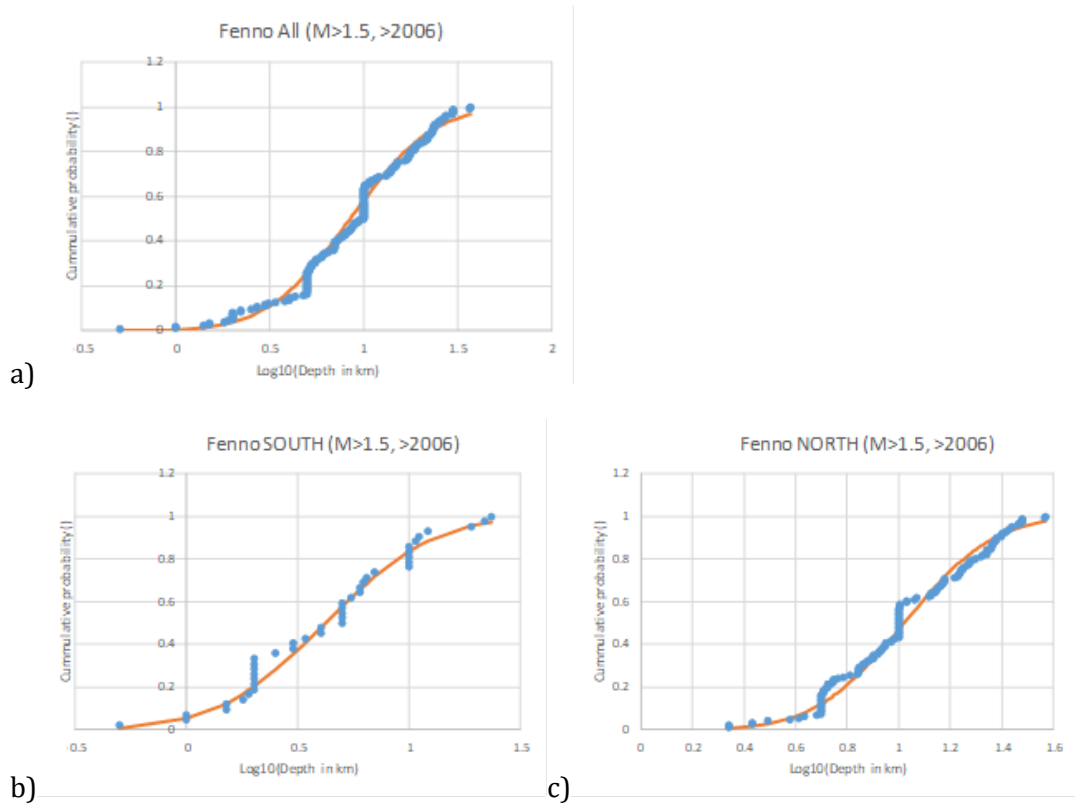 Fenno All (M>1.5, >2006)
Cummulative probability()
1.2
1
0.8
0.6
0.4
0.2
0
-0.5 0 0.5 1 1.5 2
Log10(Depth in km)
a)
Fenno SOUTH (M>1.5, >2006)
Cummulative probability()
1.2
1
0.8
0.6
0.4
0.2
0
-0.5 0 0.5 1 1.5
Log10(Depth in km)
b)
Fenno NORTH (M>1.5, >2006)
Cummulative probability()
1.2
1
0.8
0.6
0.4
0.2
0
0 0.2 0.4 0.6 0.8 1 1.2 1.4 1.6
Log10(Depth in km)
c)